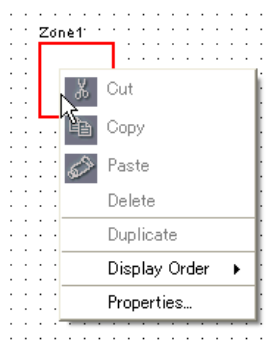 Zone1
Cut
Copy
Paste
Delete
Duplicate
Display Order
Properties...